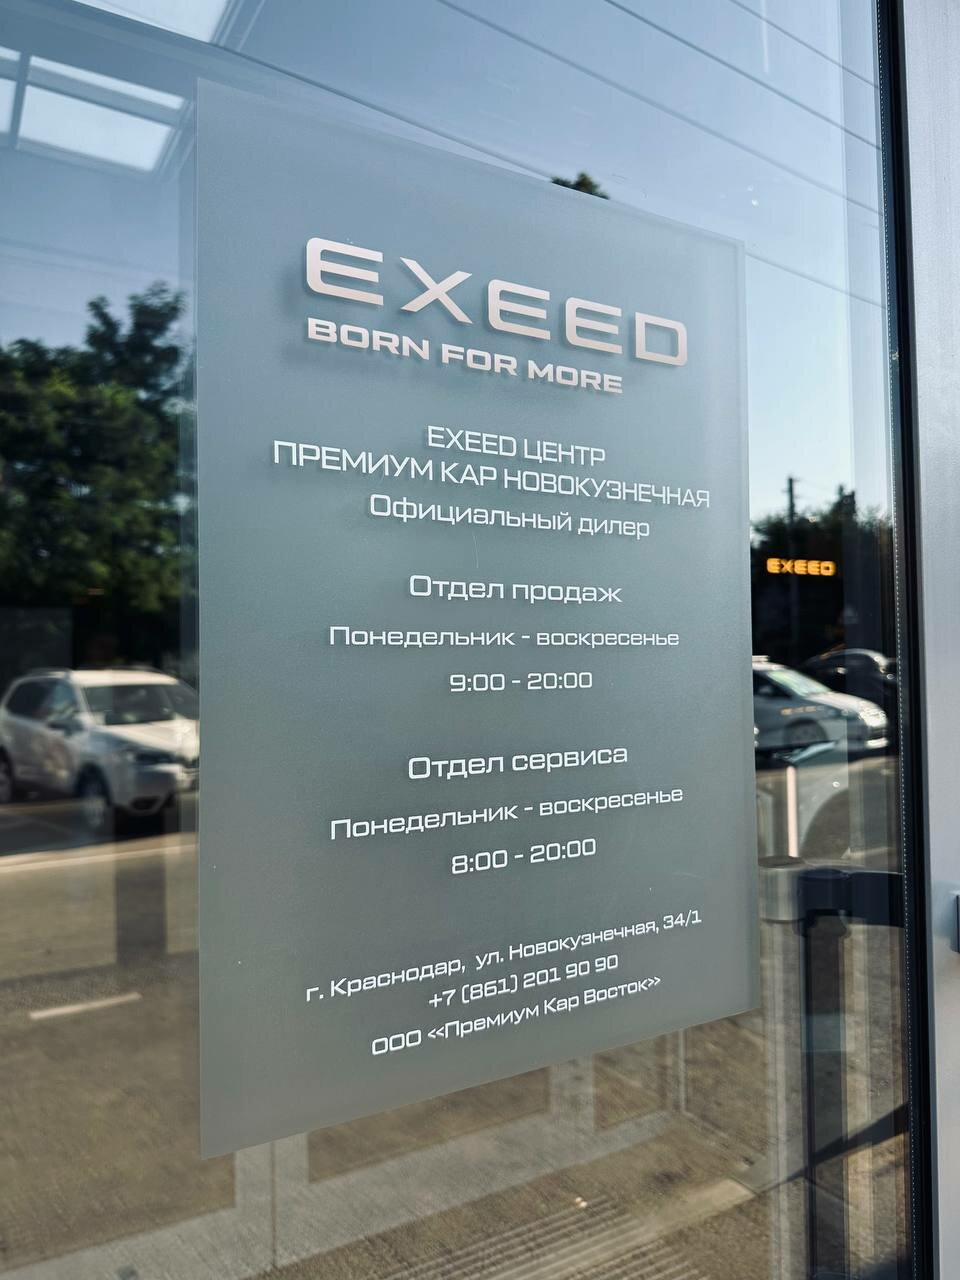 EXEED
BORN FOR MORE
EXEED ЦЕНТР
ПРЕМИУМ КАР НОВОКУЗНЕЧНАЯ
Официальный дилер
Отдел продаж
Понедельник - воскресенье
9:00 - 20:00
Отдел сервиса
Понедельник - воскресенье
8:00 - 20:00
г. Краснодар, ул. Новокузнечная, 34/1
+7 (861) 201 90 90
ООО «Премиум Кар Восток»
EXEED